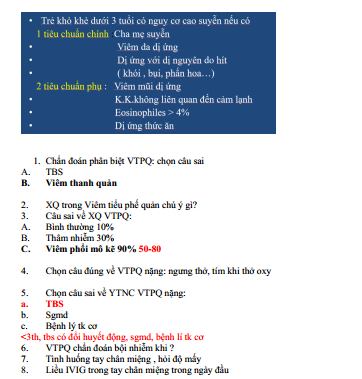 • Trẻ khò khè dưới 3 tuổi có nguy cơ cao suyễn nếu có
1 tiêu chuẩn chính Cha mẹ suyễn
• Viêm da dị ứng
• Dị ứng với dị nguyên do hít
• ( khói , bụi, phấn hoa…)
2 tiêu chuẩn phụ : Viêm mũi dị ứng
• K.K.không liên quan đến cảm lạnh
• Eosinophiles > 4%
• Dị ứng thức ăn
1. Chẩn đoán phân biệt VTPQ: chọn câu sai
A. TBS
B. Viêm thanh quản
2. XQ trong Viêm tiểu phế quản chú ý gì?
3. Câu sai về XQ VTPQ:
A. Bình thường 10%
B. Thâm nhiễm 30%
C. Viêm phổi mô kẽ 90% 50-80
4. Chọn câu đúng về VTPQ nặng: ngưng thở, tím khi thở oxy
5. Chọn câu sai về YTNC VTPQ nặng:
a. TBS
b. Sgmd
c. Bệnh lý tk cơ
<3th, tbs có đổi huyết động, sgmd, bệnh lí tk cơ
6. VTPQ chẩn đoán bội nhiễm khi ?
7. Tình huống tay chân miệng , hỏi độ mấy
8. Liều IVIG trong tay chân miệng trong ngày đầu